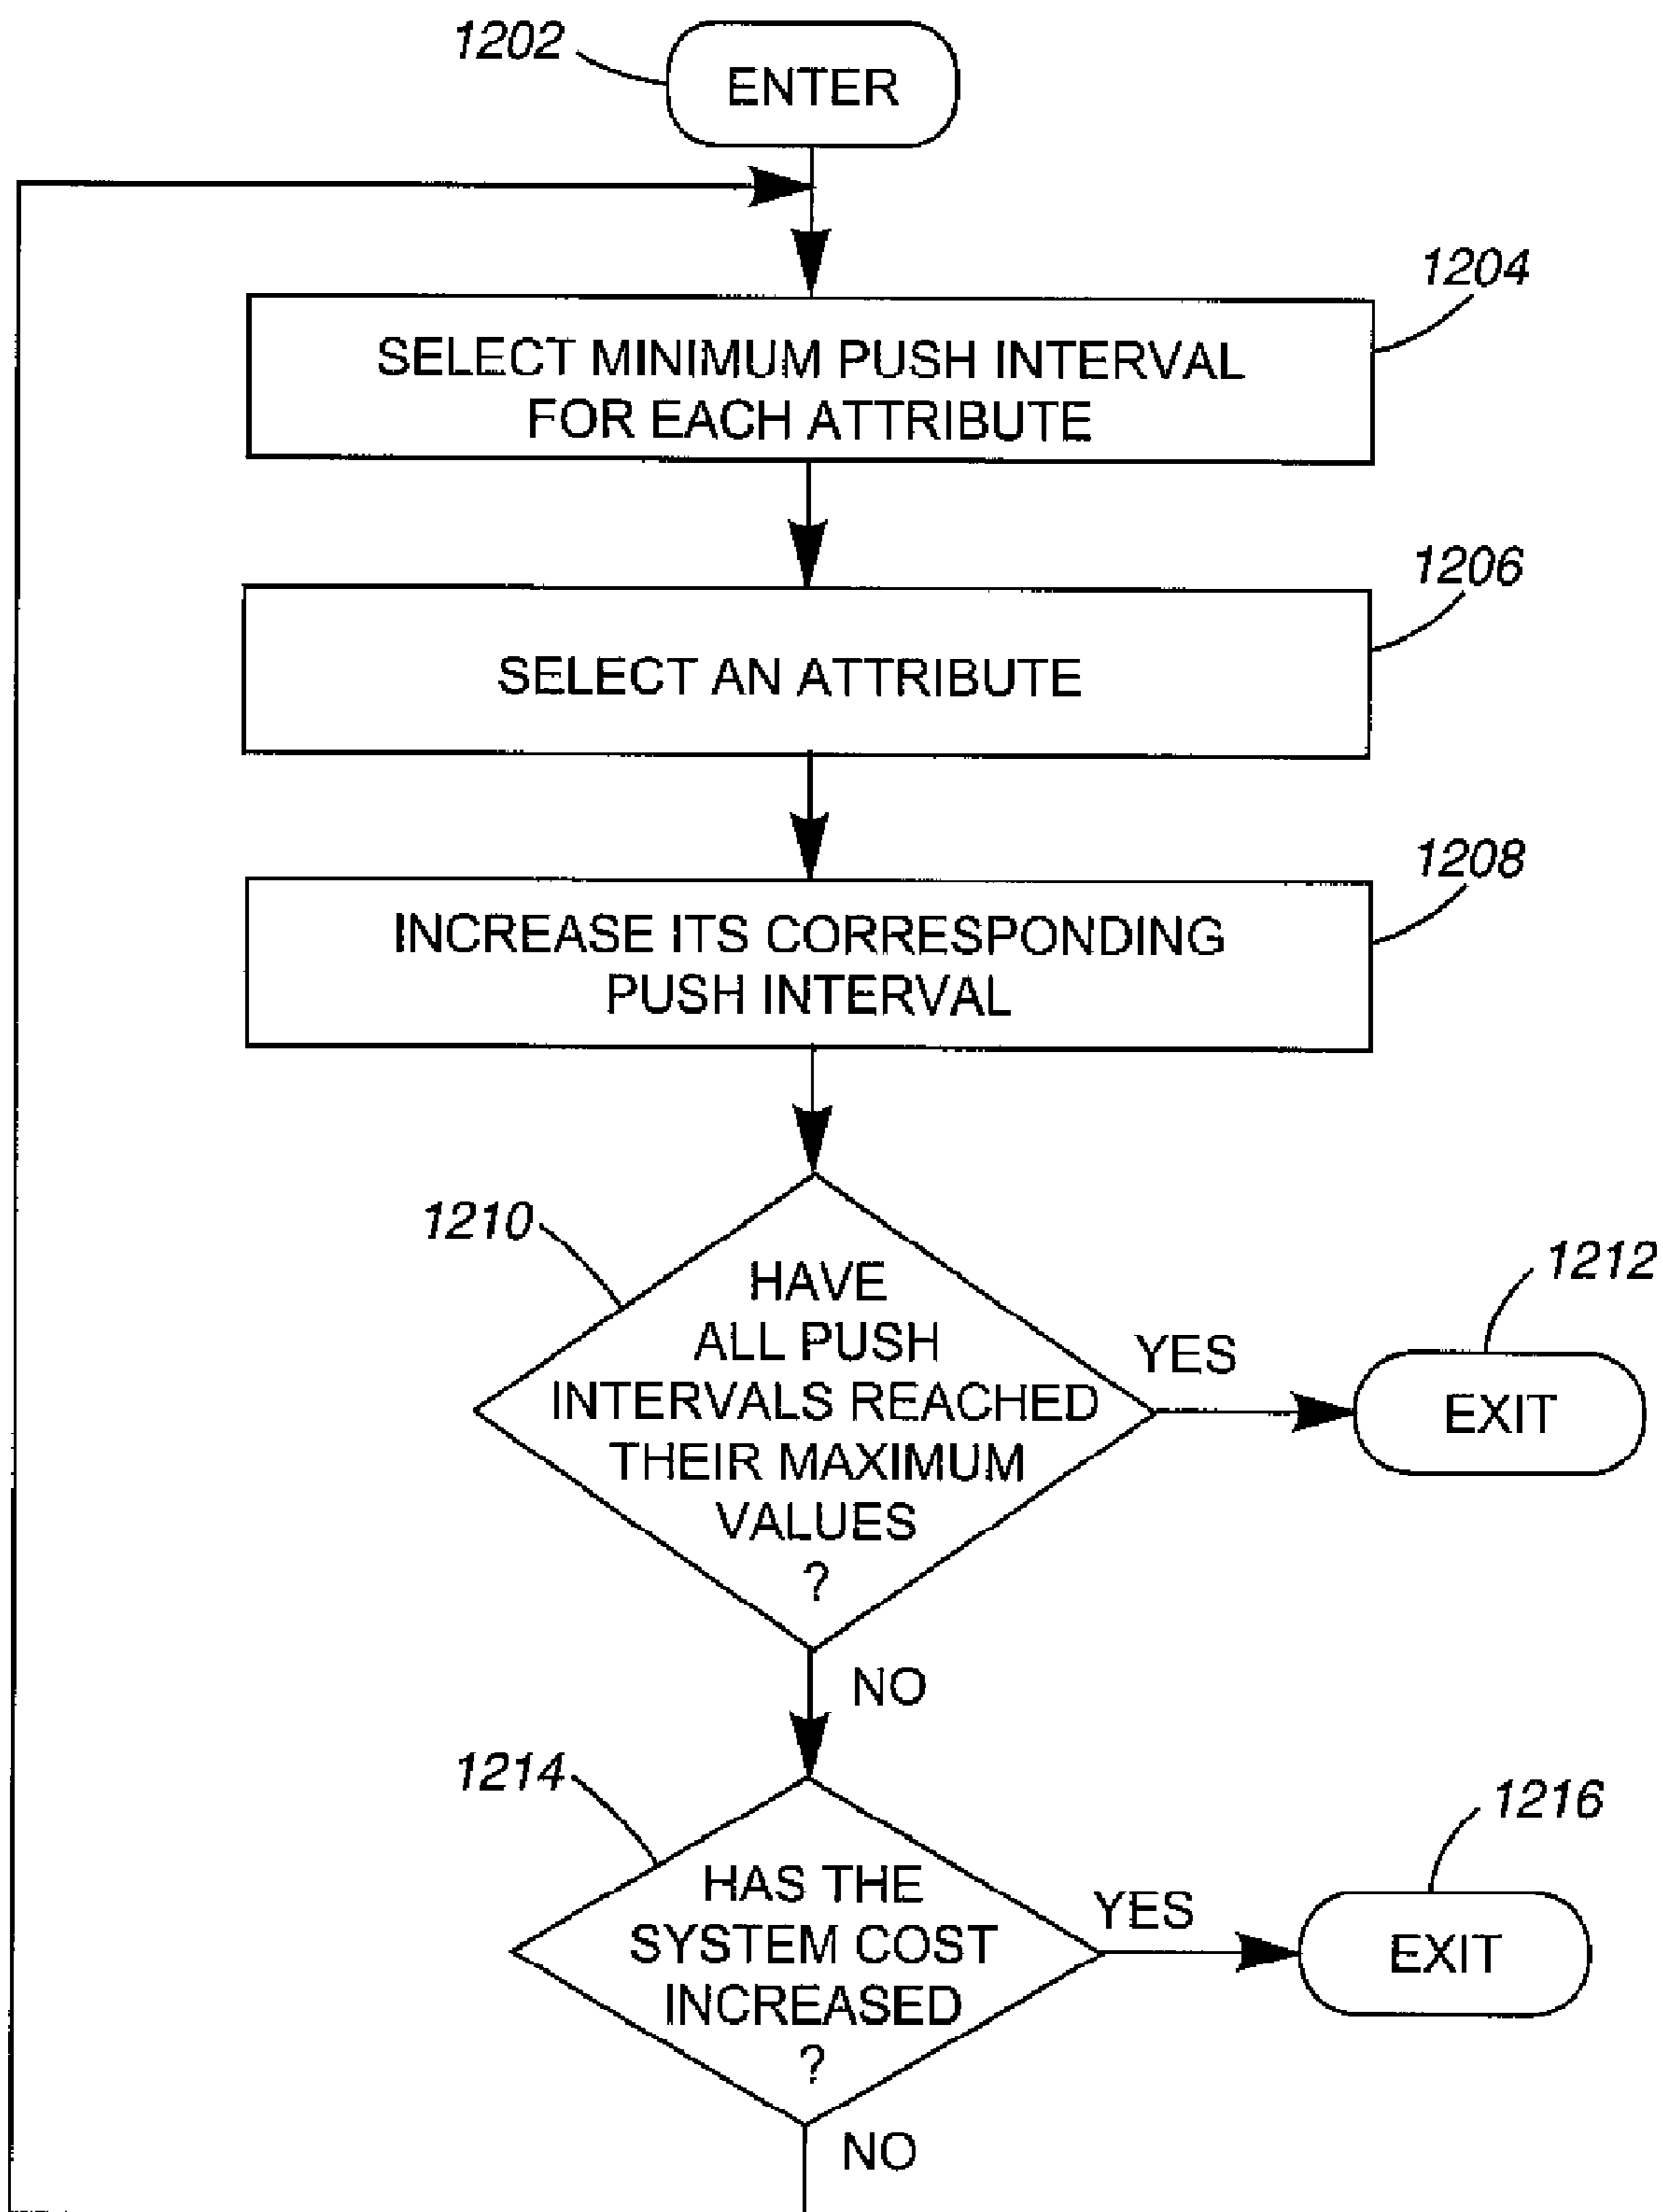 1202
ENTER
1204
SELECT MINIMUM PUSH INTERVAL
FOR EACH ATTRIBUTE
1206
SELECT AN ATTRIBUTE
1208
INCREASE ITS CORRESPONDING
PUSH INTERVAL
1210
HAVE
ALL PUSH
INTERVALS REACHED
THEIR MAXIMUM
VALUES
?
YES
1212
EXIT
NO
1214
HAS THE
SYSTEM COST
INCREASED
?
YES
1216
EXIT
NO